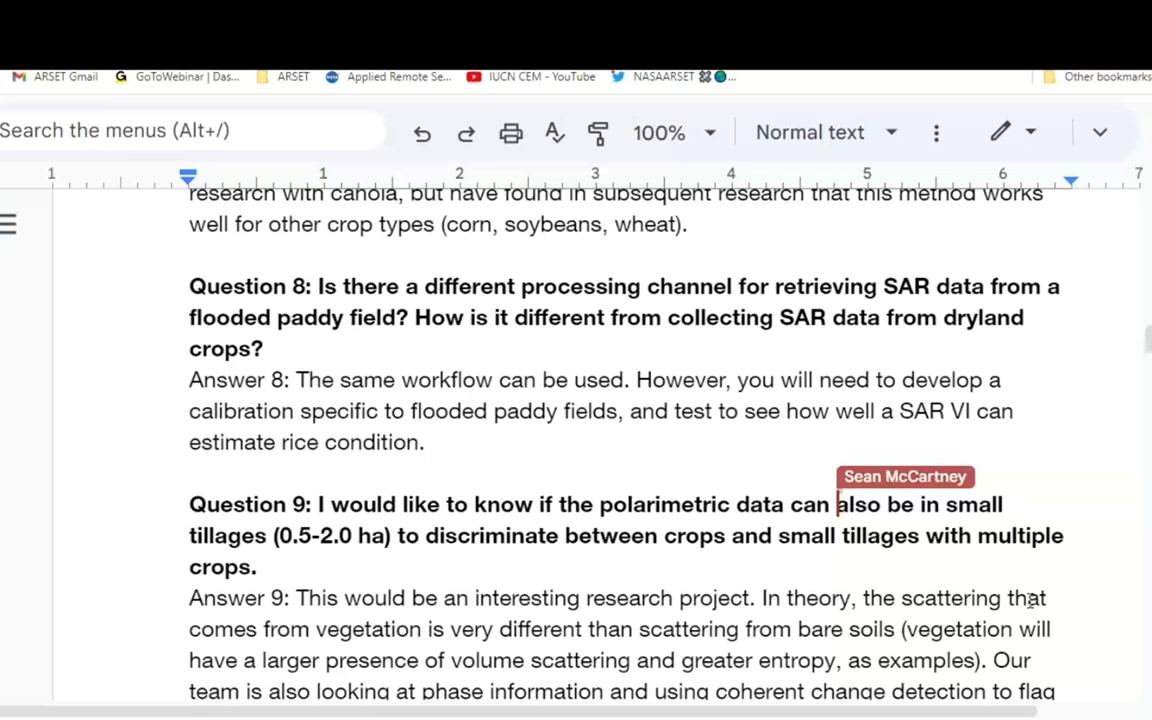 ARSET Gmail GoToWebinar | Das... ARSET Applied Remote Se... IUCN CEM - YouTube NASAARSET ... Other bookmarks
Search the menus (Alt+/) 100% Normal text
1 1 2 3 4 5 6 7
research with canola, but have found in subsequent research that this method works
well for other crop types (corn, soybeans, wheat).
Question 8: Is there a different processing channel for retrieving SAR data from a
flooded paddy field? How is it different from collecting SAR data from dryland
crops?
Answer 8: The same workflow can be used. However, you will need to develop a
calibration specific to flooded paddy fields, and test to see how well a SAR VI can
estimate rice condition.
Sean McCartney
Question 9: I would like to know if the polarimetric data can also be in small
tillages (0.5-2.0 ha) to discriminate between crops and small tillages with multiple
crops.
Answer 9: This would be an interesting research project. In theory, the scattering that
comes from vegetation is very different than scattering from bare soils (vegetation will
have a larger presence of volume scattering and greater entropy, as examples). Our
team is also looking at phase information and using coherent change detection to flag